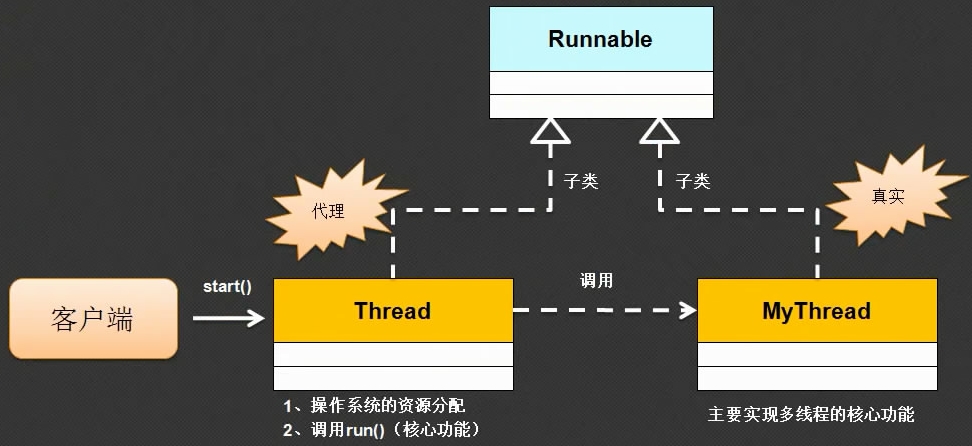 Runnable
子类
子类
代理
真实
客户端
start()
Thread
调用
MyThread
1、操作系统的资源分配
2、调用run()（核心功能）
主要实现多线程的核心功能